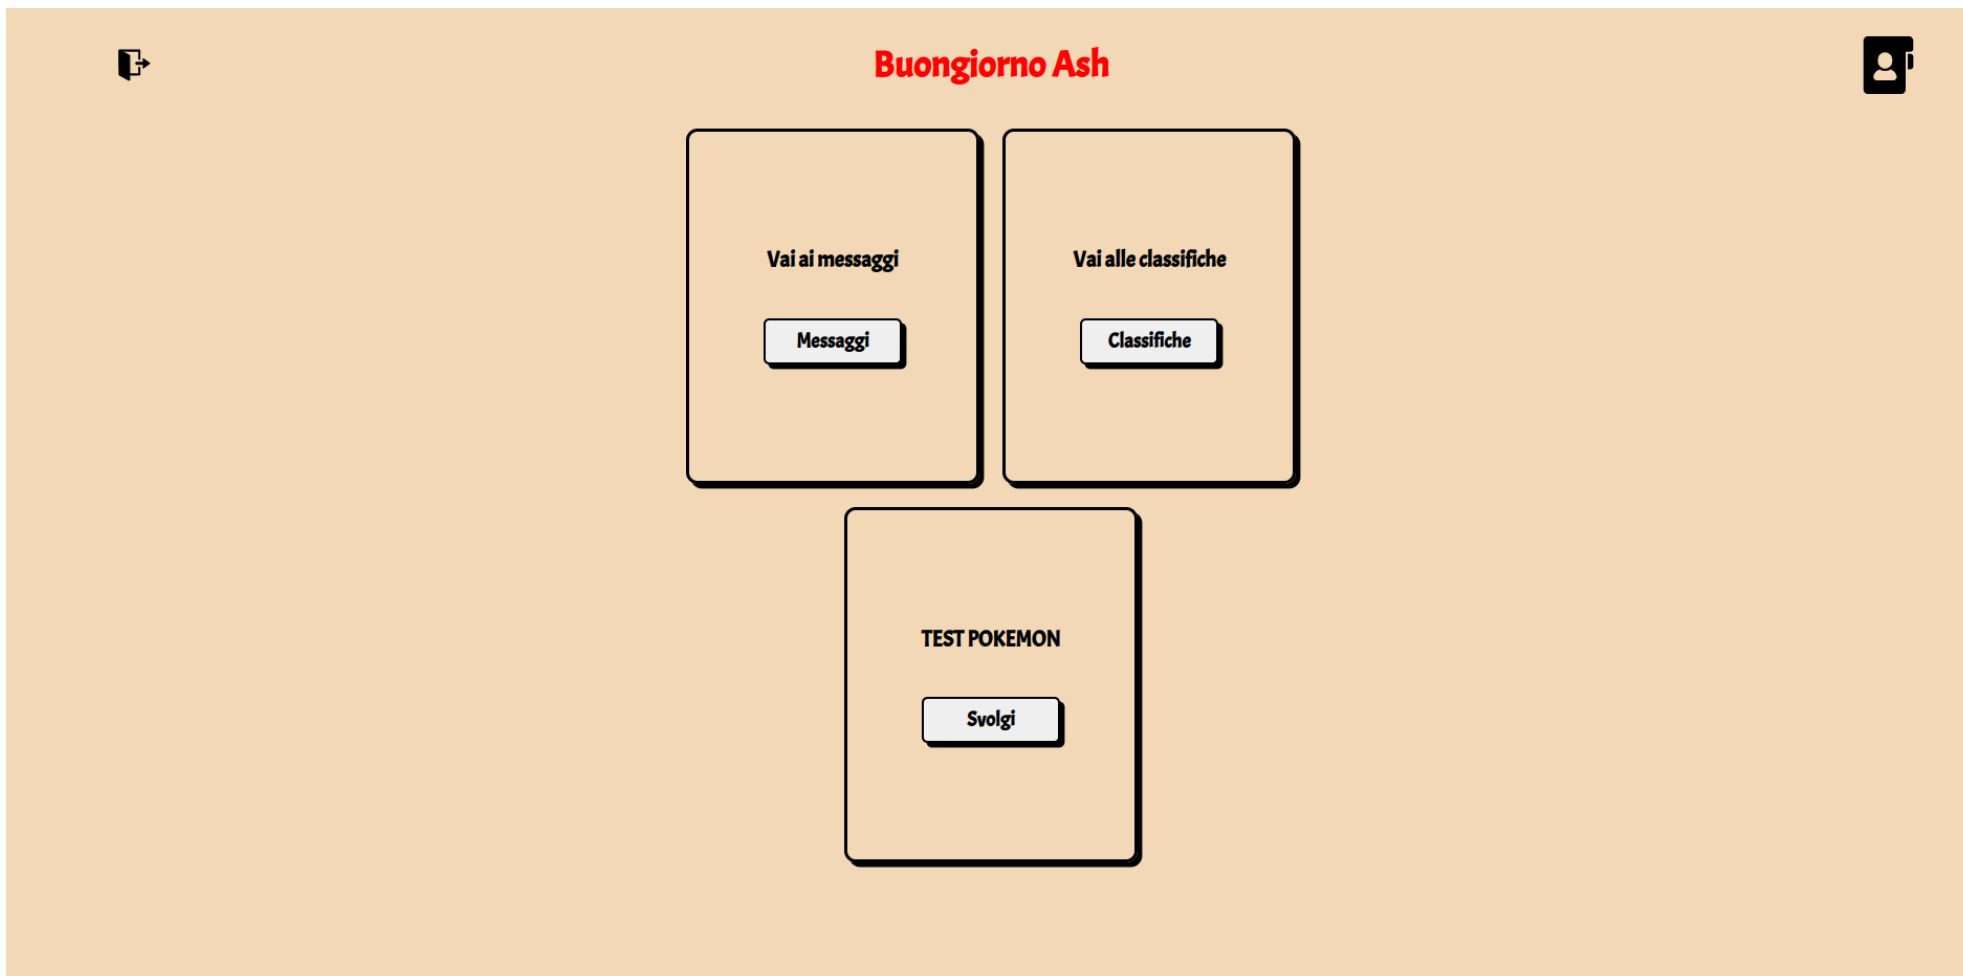 Buongiorno Ash
Vai ai messaggi
Messaggi
Vai alle classifiche
Classifiche
TEST POKEMON
Svolgi